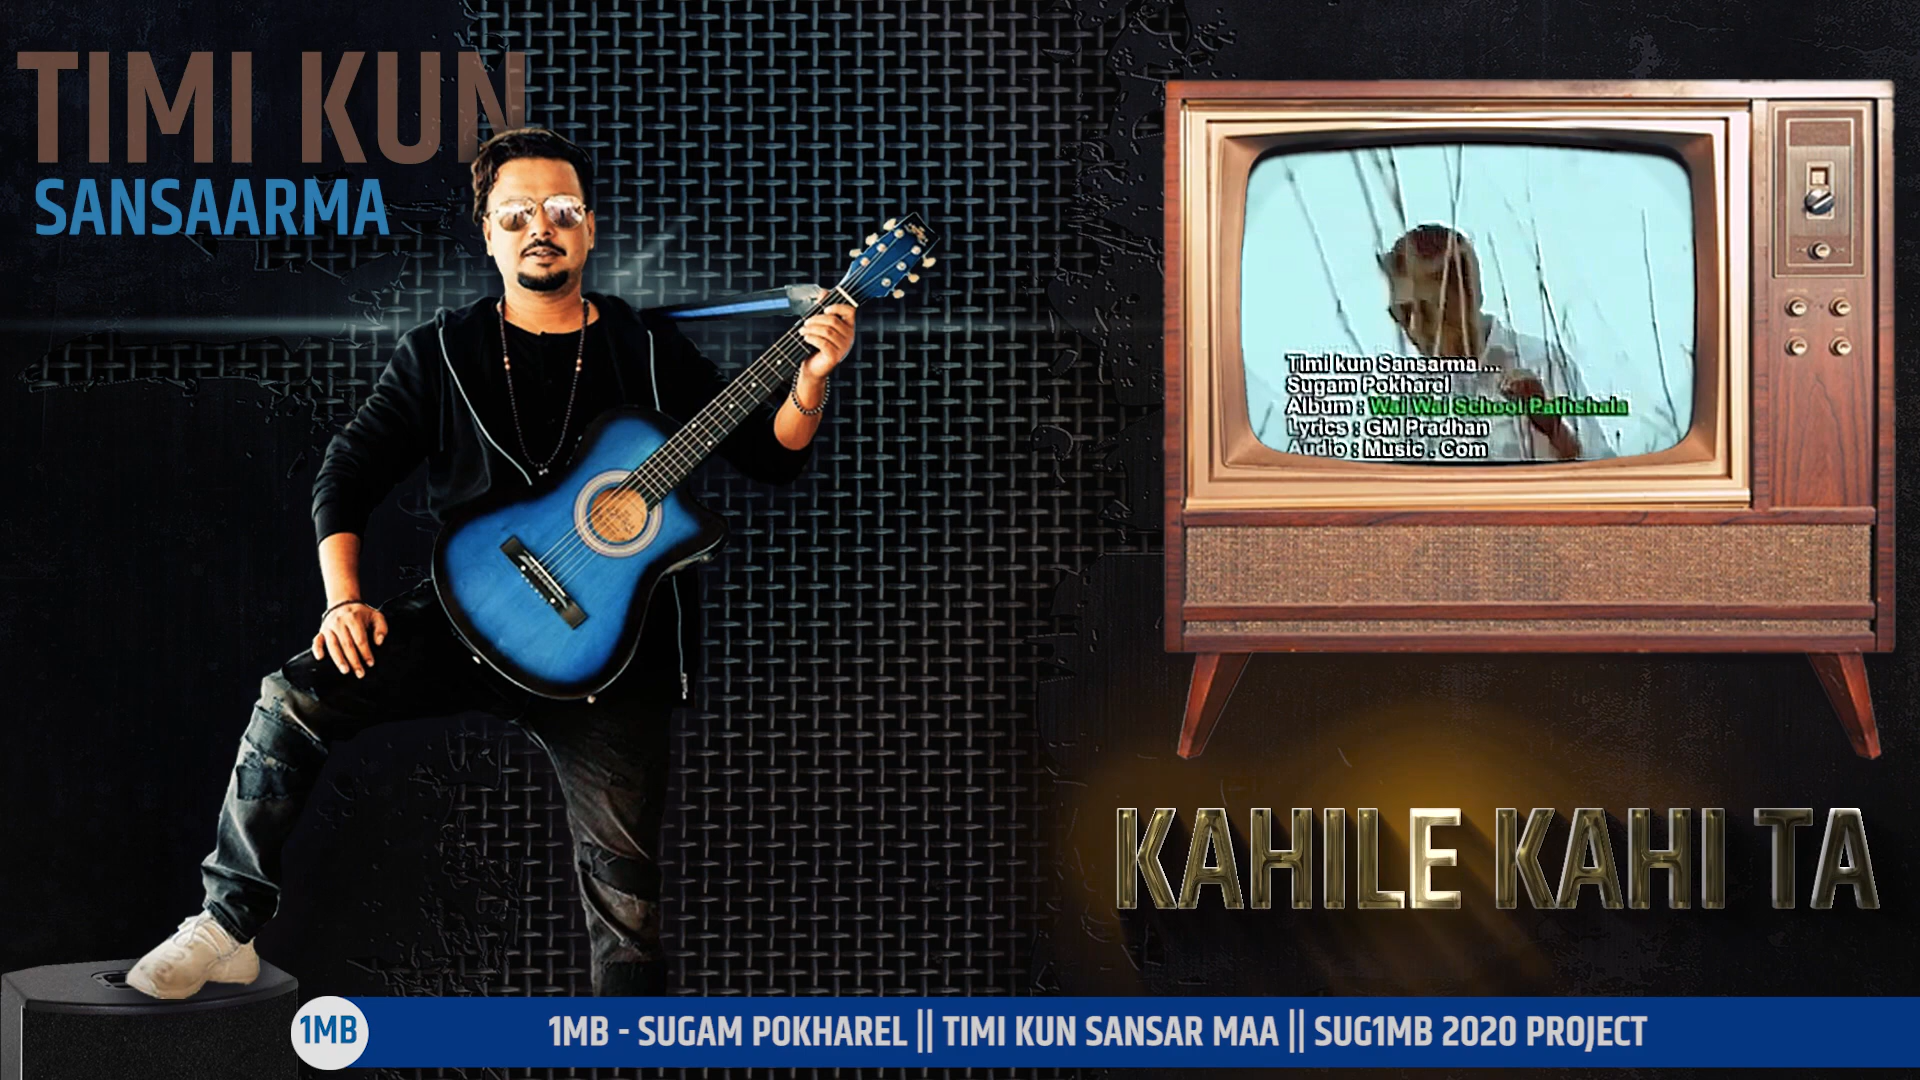 TIMI KUN
SANSAARMA
Timi kun Sansarma...
Sugam Pokharel
Album : Wai Wai School Pathshala
Lyrics : GM Pradhan
Audio : Music . Com
KAHILE KAHI TA
1MB
1MB - SUGAM POKHAREL || TIMI KUN SANSAR MAA || SUG1MB 2020 PROJECT